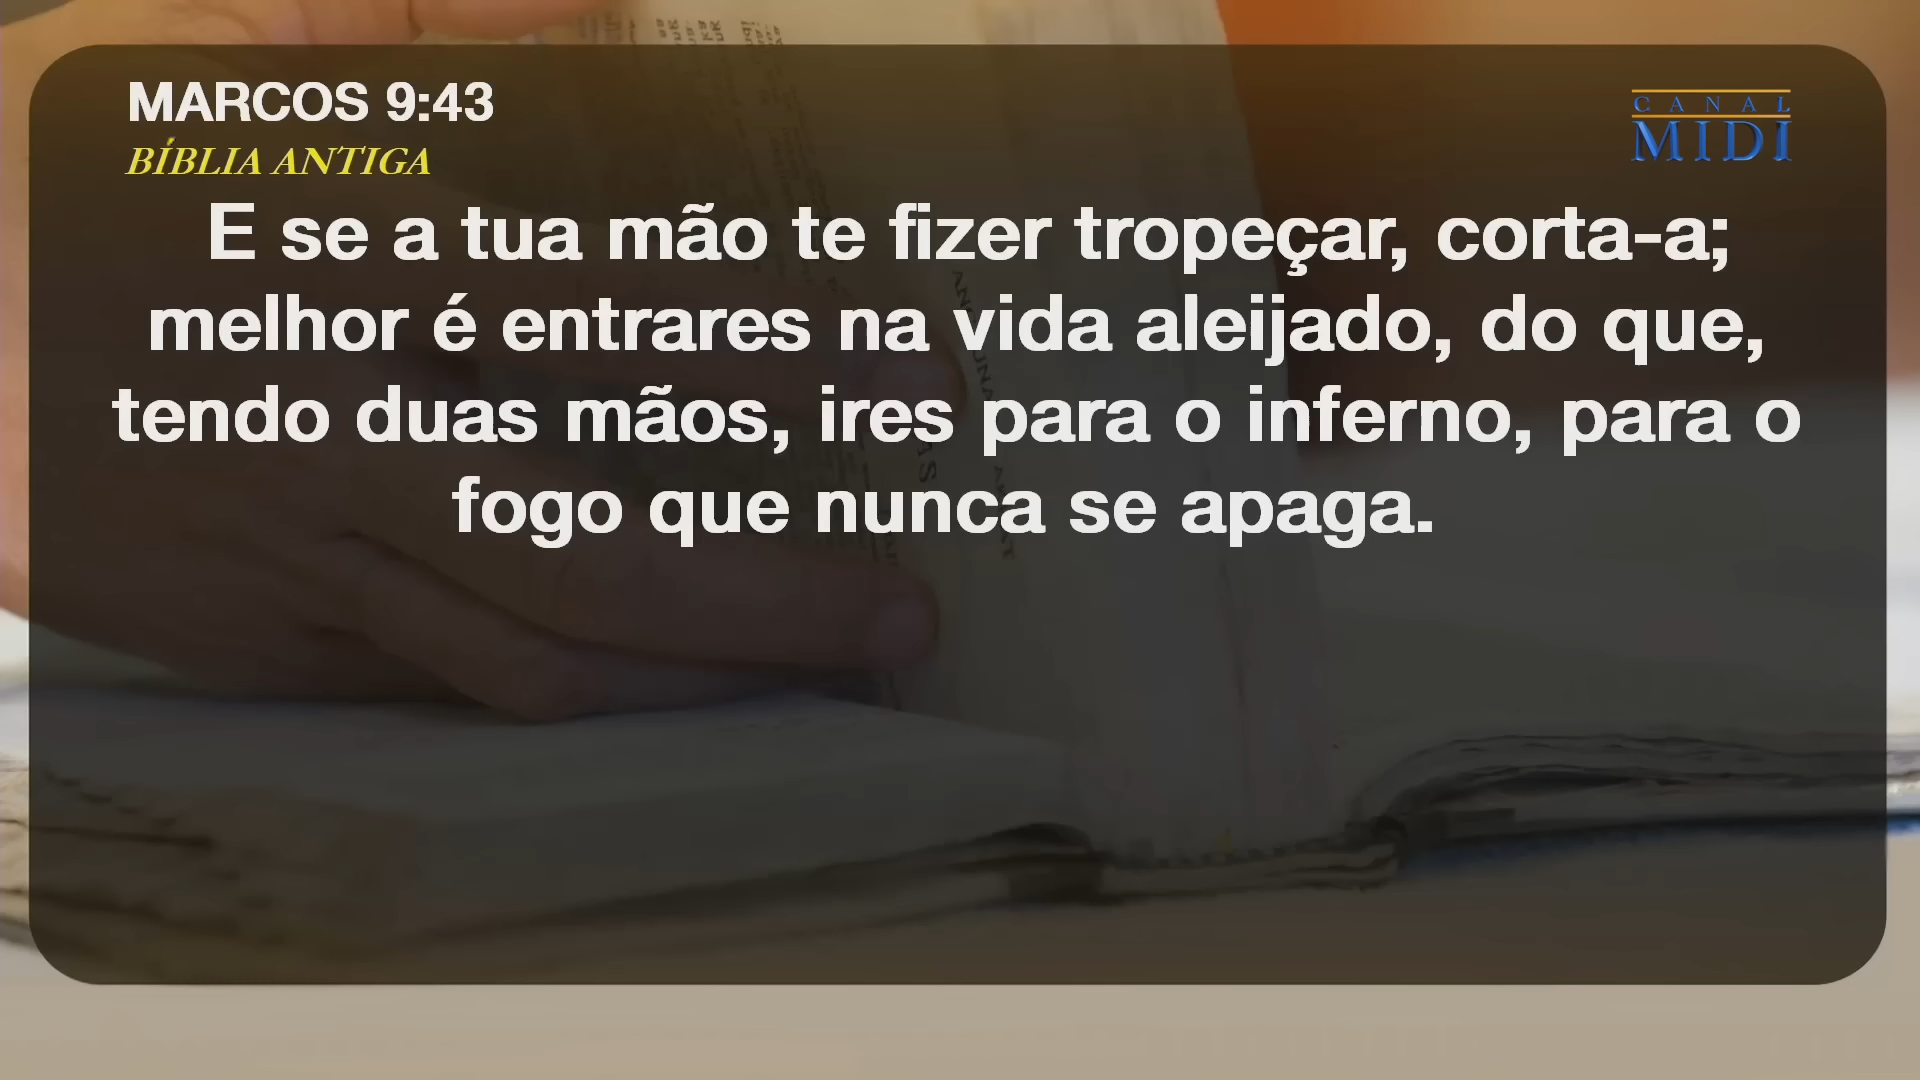 MARCOS 9:43
CANAL
MIDI
BÍBLIA ANTIGA
E se a tua mão te fizer tropeçar, corta-a;
melhor é entrares na vida aleijado, do que,
tendo duas mãos, ires para o inferno, para o
fogo que nunca se apaga.